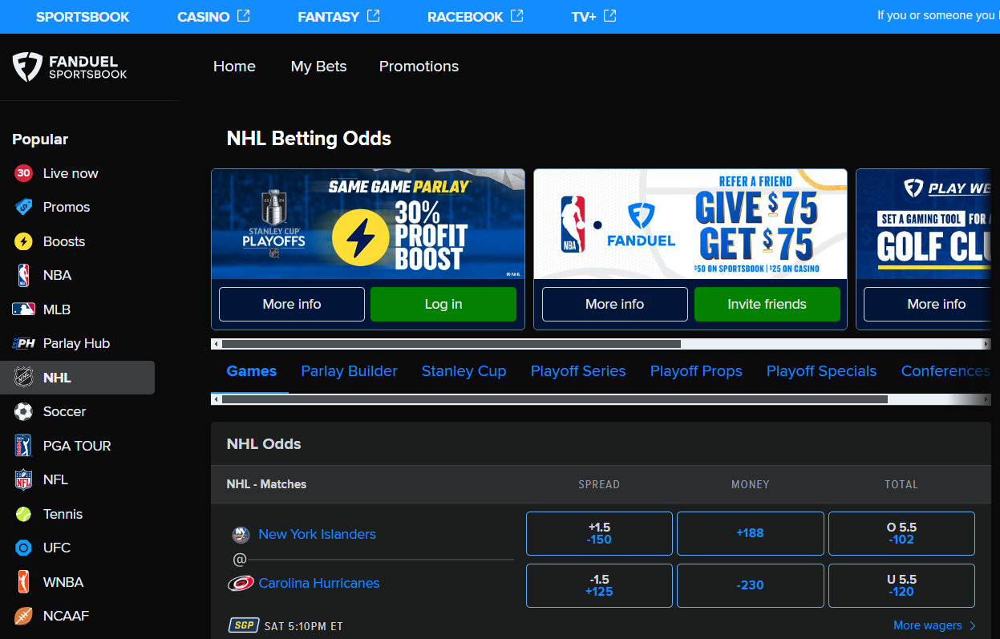 SPORTSBOOK CASINO FANTASY RACEBOOK TV+ If you or someone you
FANDUEL
SPORTSBOOK
Home My Bets Promotions
Popular
30 Live now
Promos
Boosts
NBA
MLB
PH Parlay Hub
NHL
Soccer
PGA TOUR
NFL
Tennis
UFC
WNBA
NCAAF
NHL Betting Odds
STANLEY CUP
PLAYOFFS
SAME GAME PARLAY
30%
PROFIT
BOOST
© NHL
More info Log in
NBA
FANDUEL
REFER A FRIEND
GIVE $75
GET $75
$50 ON SPORTSBOOK | $25 ON CASINO
More info Invite friends
PLAY WE
SET A GAMING TOOL FOR
GOLF CLU
More info
Games Parlay Builder Stanley Cup Playoff Series Playoff Props Playoff Specials Conferences
NHL Odds
NHL - Matches SPREAD MONEY TOTAL
New York Islanders
+1.5
-150
+188
O 5.5
-102
@
Carolina Hurricanes
-1.5
+125
-230
U 5.5
-120
SGP SAT 5:10PM ET More wagers